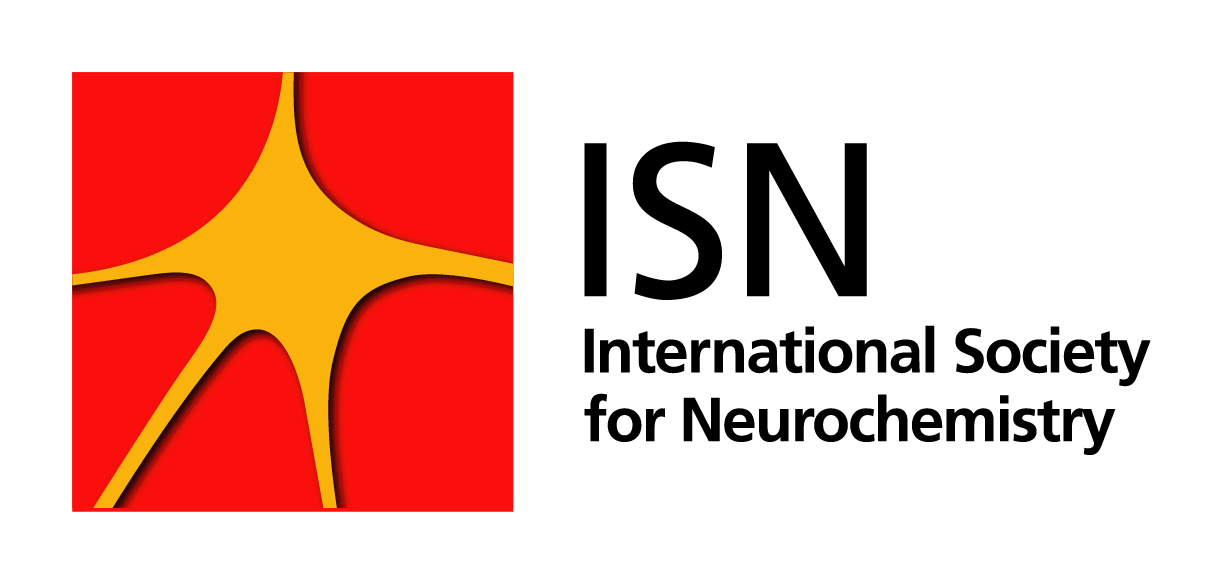 ISN
International Society
for Neurochemistry